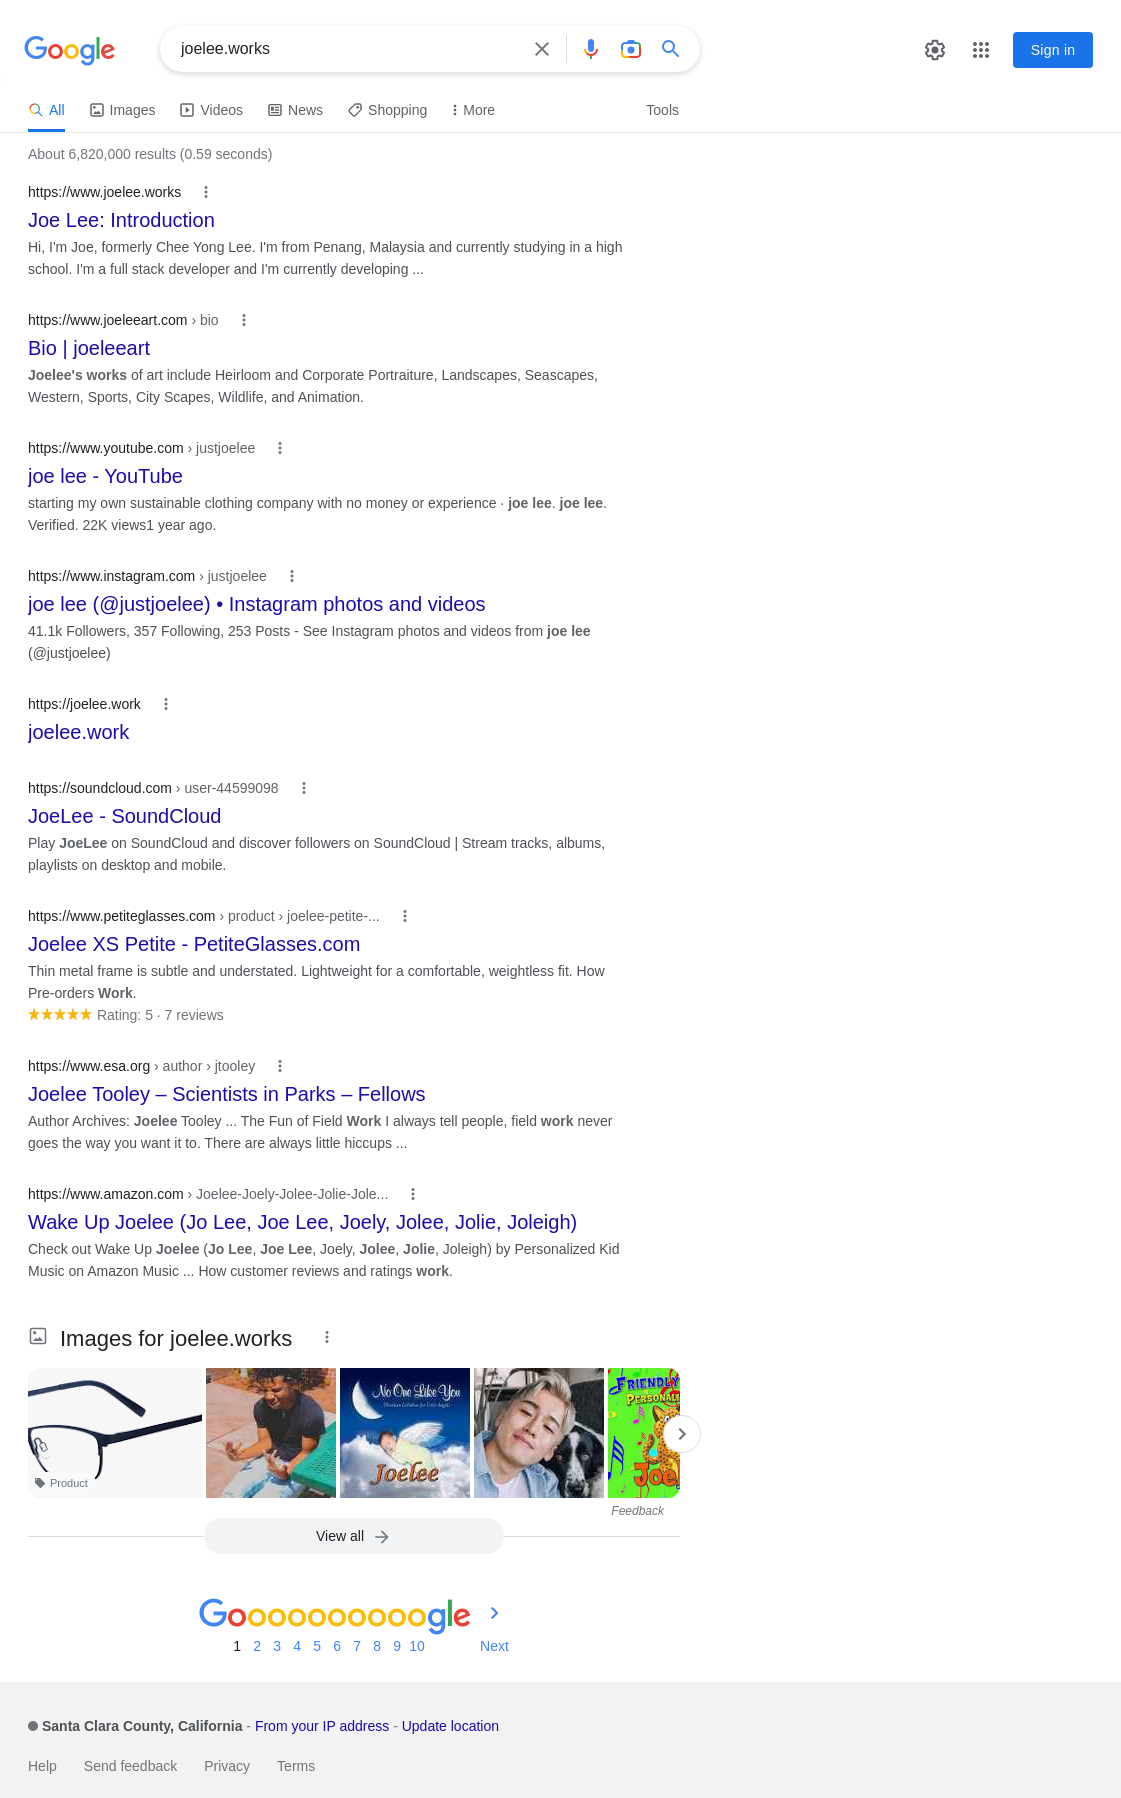 Google
joelee.works
Sign in
All
Images
Videos
News
Shopping
More
Tools
About 6,820,000 results (0.59 seconds)
https://www.joelee.works
Joe Lee: Introduction
Hi, I'm Joe, formerly Chee Yong Lee. I'm from Penang, Malaysia and currently studying in a high
school. I'm a full stack developer and I'm currently developing ...
https://www.joeleeart.com › bio
Bio | joeleeart
Joelee's works of art include Heirloom and Corporate Portraiture, Landscapes, Seascapes,
Western, Sports, City Scapes, Wildlife, and Animation.
https://www.youtube.com › justjoelee
joe lee - YouTube
starting my own sustainable clothing company with no money or experience · joe lee. joe lee.
Verified. 22K views1 year ago.
https://www.instagram.com › justjoelee
joe lee (@justjoelee) • Instagram photos and videos
41.1k Followers, 357 Following, 253 Posts - See Instagram photos and videos from joe lee
(@justjoelee)
https://joelee.work
joelee.work
https://soundcloud.com › user-44599098
JoeLee - SoundCloud
Play JoeLee on SoundCloud and discover followers on SoundCloud | Stream tracks, albums,
playlists on desktop and mobile.
https://www.petiteglasses.com › product › joelee-petite-...
Joelee XS Petite - PetiteGlasses.com
Thin metal frame is subtle and understated. Lightweight for a comfortable, weightless fit. How
Pre-orders Work.
Rating: 5 · 7 reviews
https://www.esa.org › author › jtooley
Joelee Tooley – Scientists in Parks – Fellows
Author Archives: Joelee Tooley ... The Fun of Field Work I always tell people, field work never
goes the way you want it to. There are always little hiccups ...
https://www.amazon.com › Joelee-Joely-Jolee-Jolie-Jole...
Wake Up Joelee (Jo Lee, Joe Lee, Joely, Jolee, Jolie, Joleigh)
Check out Wake Up Joelee (Jo Lee, Joe Lee, Joely, Jolee, Jolie, Joleigh) by Personalized Kid
Music on Amazon Music ... How customer reviews and ratings work.
Images for joelee.works
Product
No One Like You
Christian Lullabies for Little Angels
Joelee
FRIENDLY
PERSONAL
Joe
Feedback
View all
Goooooooooogle
1 2 3 4 5 6 7 8 9 10 Next
Santa Clara County, California - From your IP address - Update location
Help Send feedback Privacy Terms